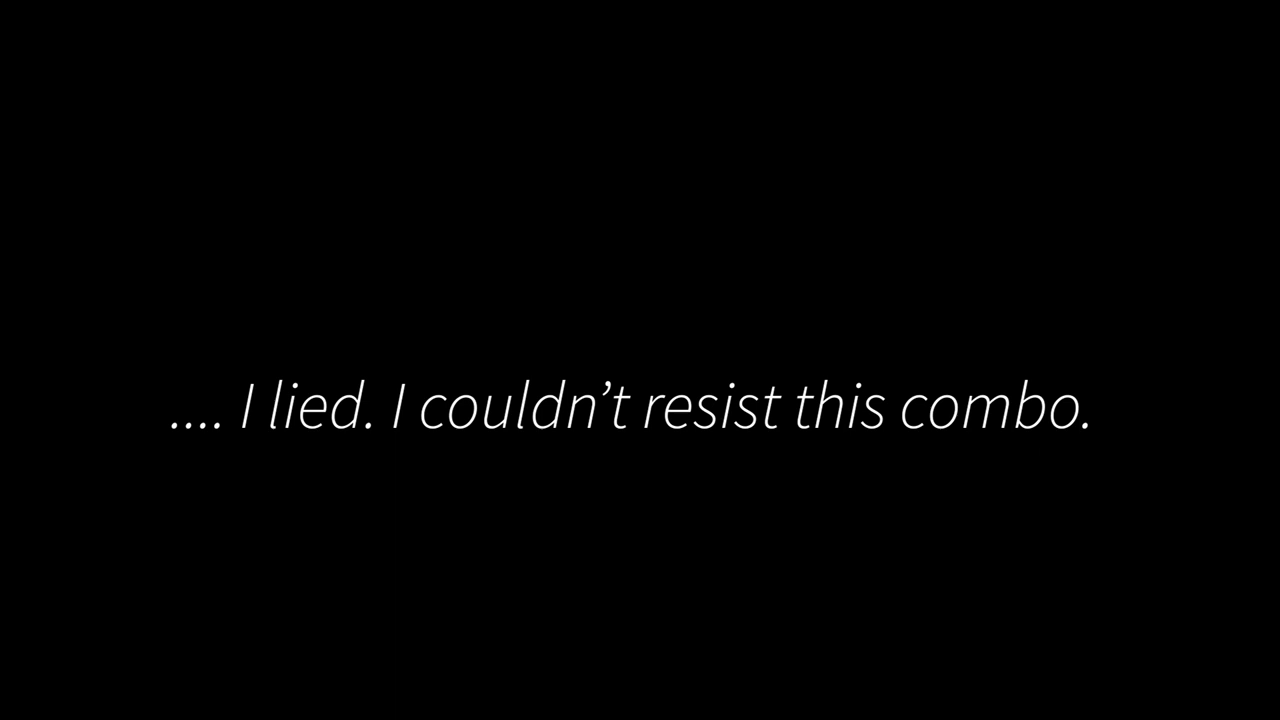 .... I lied. I couldn’t resist this combo.